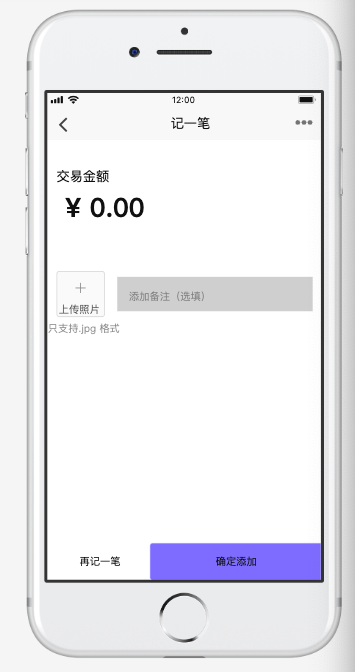 12:00
记一笔
交易金额
¥ 0.00
上传照片
添加备注（选填）
只支持.jpg 格式
再记一笔
确定添加